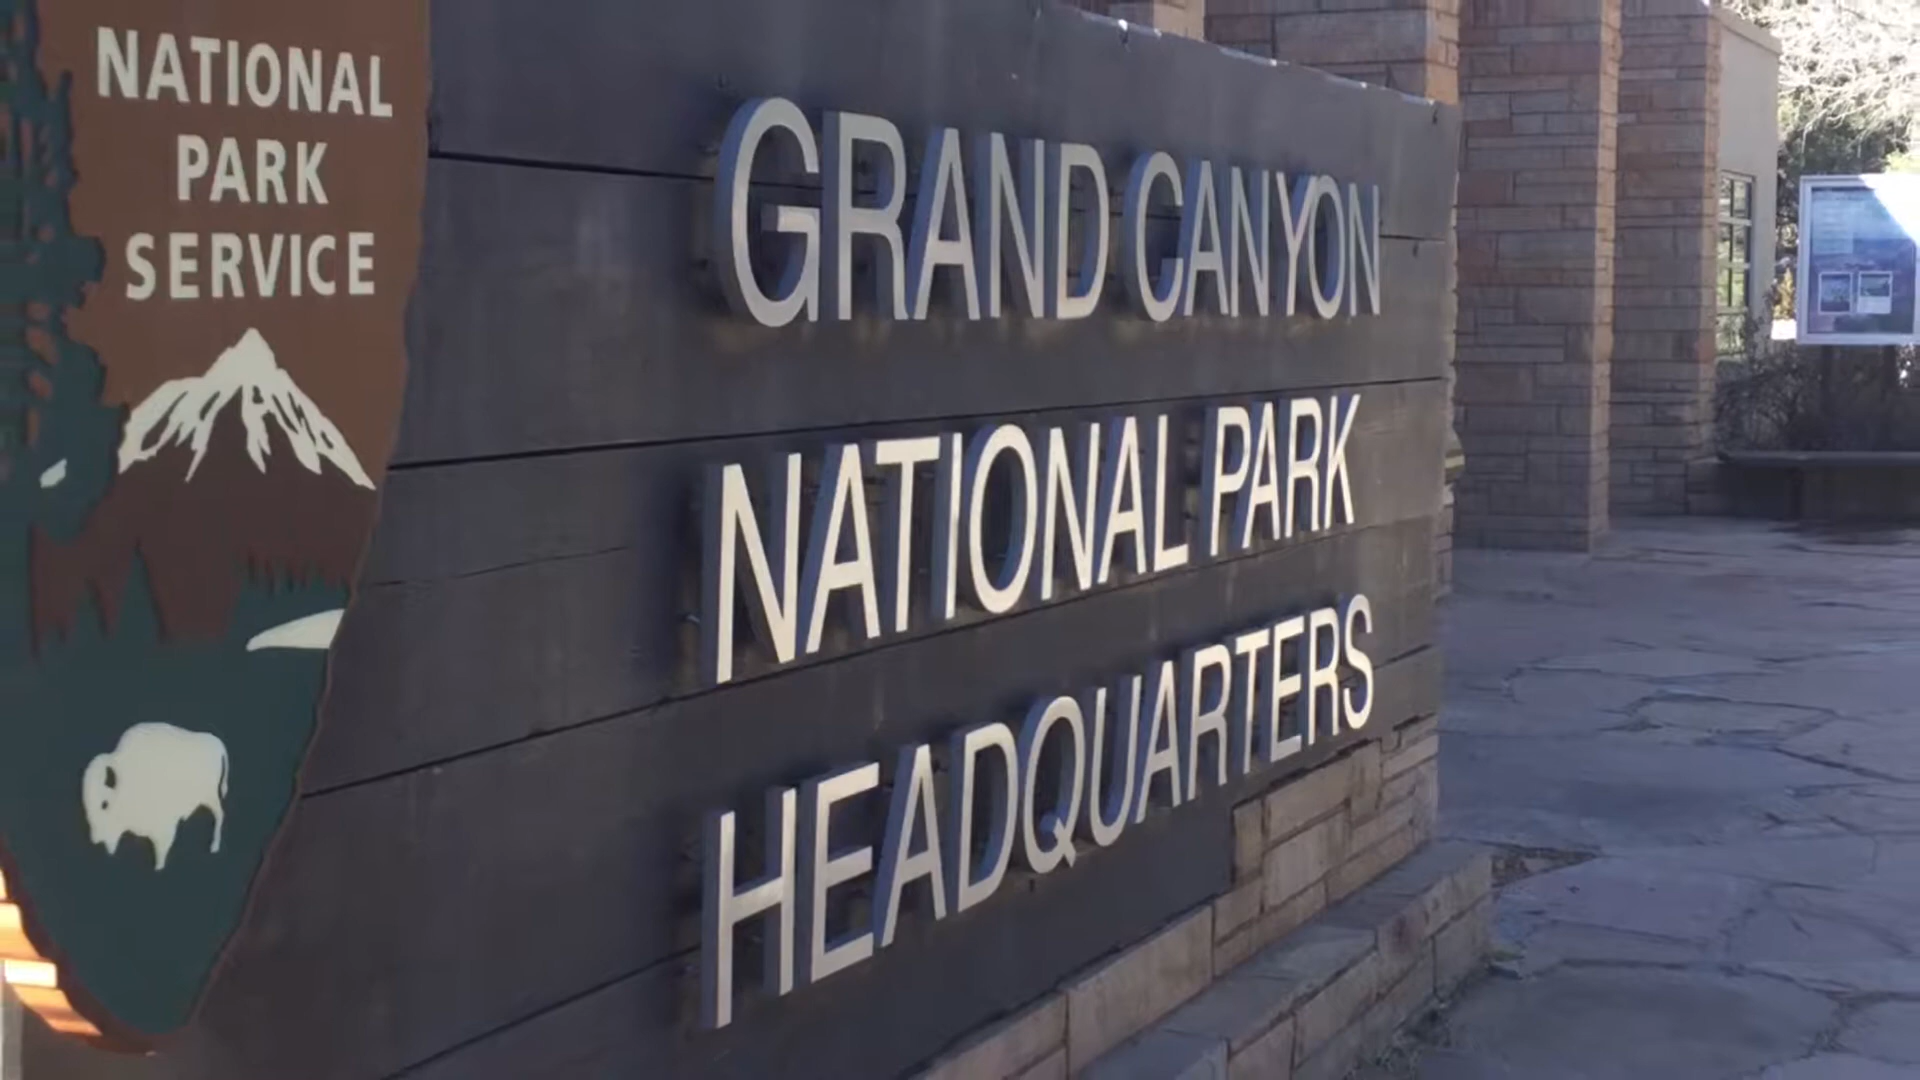 NATIONAL
PARK
SERVICE
GRAND CANYON
NATIONAL PARK
HEADQUARTERS